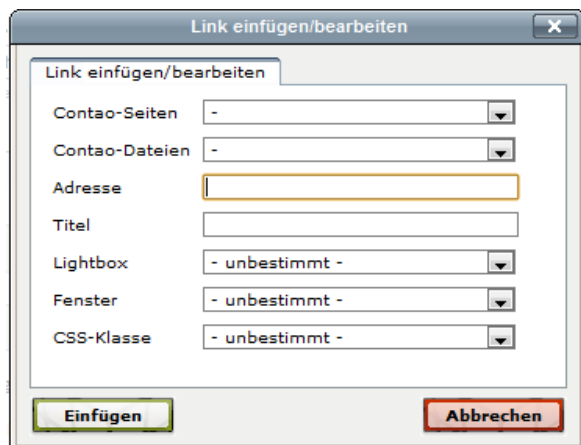 Link einfügen/bearbeiten
Link einfügen/bearbeiten
Contao-Seiten -
Contao-Dateien -
Adresse
Titel
Lightbox - unbestimmt -
Fenster - unbestimmt -
CSS-Klasse - unbestimmt -
Einfügen Abbrechen